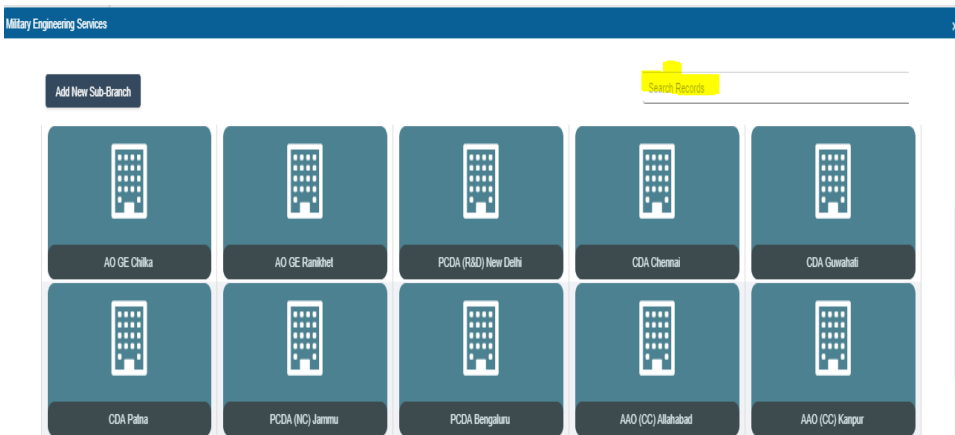 Military Engineering Services
Add New Sub-Branch
Search Records
AO GE Chilka
AO GE Ranikhet
PCDA (R&D) New Delhi
CDA Chennai
CDA Guwahati
CDA Patna
PCDA (NC) Jammu
PCDA Bengaluru
AAO (CC) Allahabad
AAO (CC) Kanpur